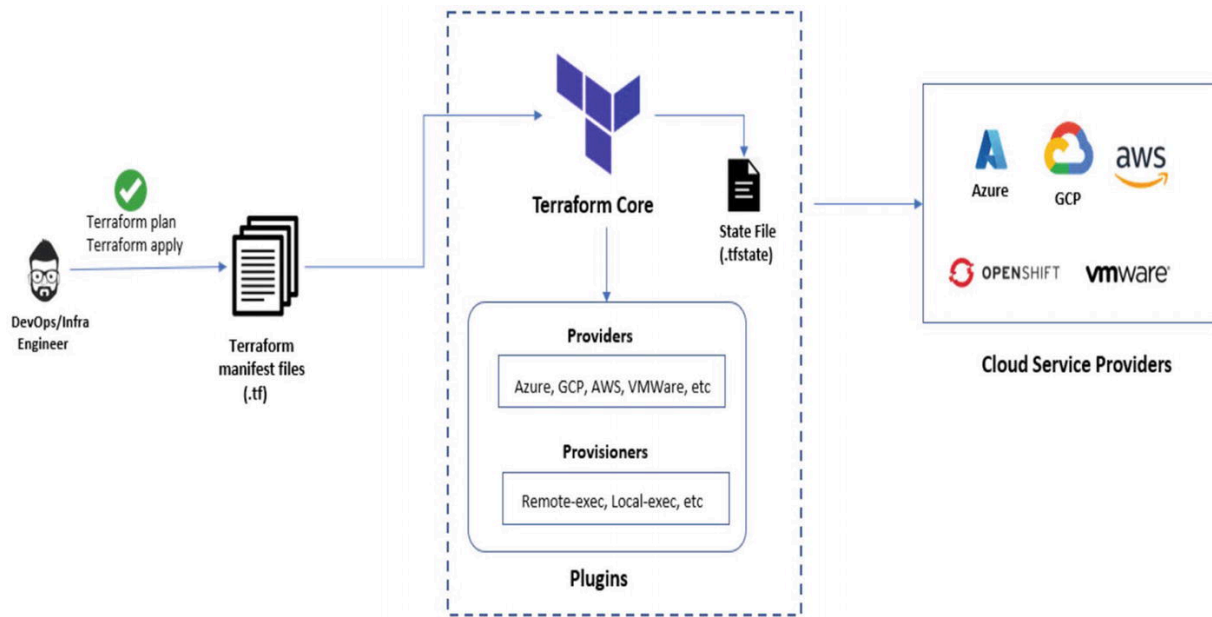 Terraform plan
Terraform apply
DevOps/Infra
Engineer
Terraform
manifest files
(.tf)
Terraform Core
State File
(.tfstate)
Providers
Azure, GCP, AWS, VMWare, etc
Provisioners
Remote-exec, Local-exec, etc
Plugins
Azure
GCP
aws
OPENSHIFT
vmware®
Cloud Service Providers